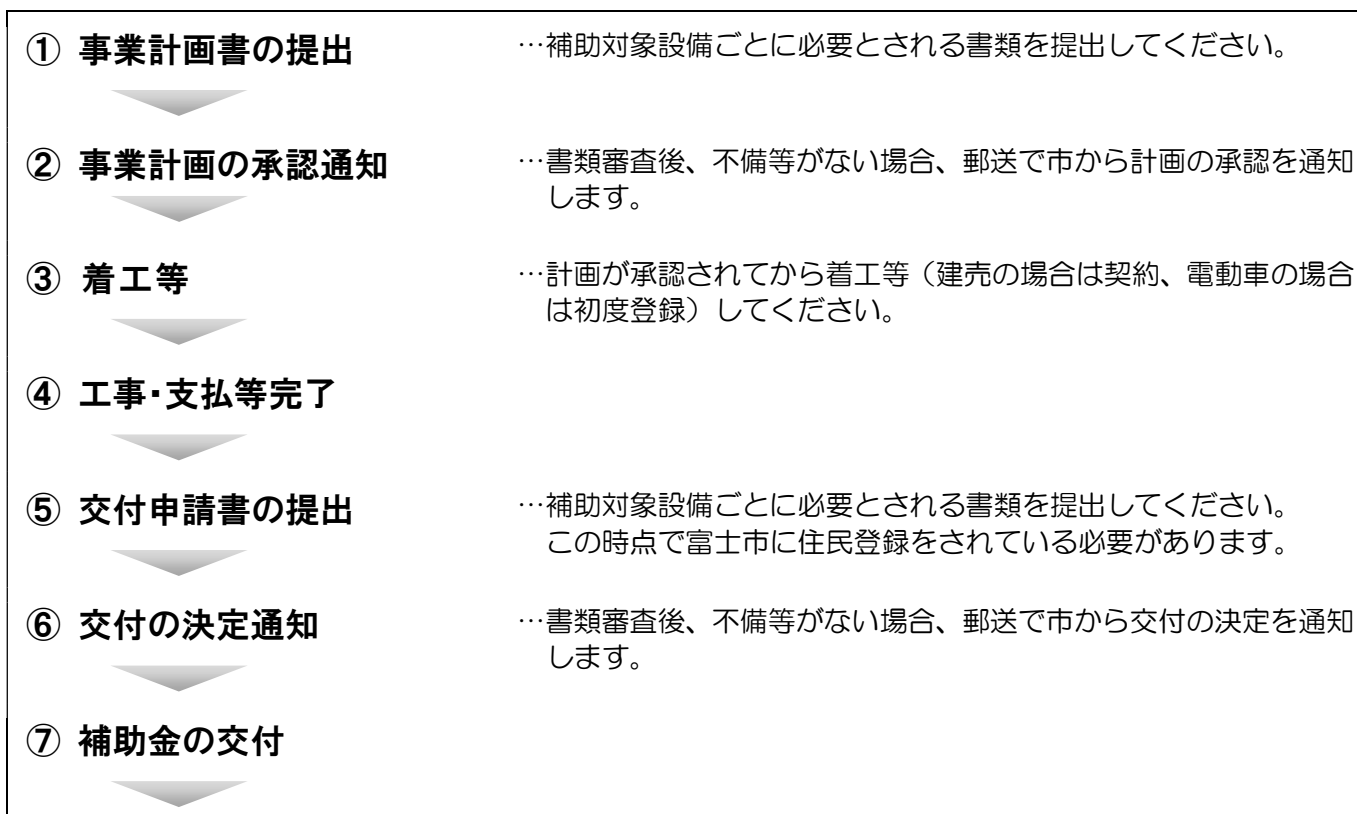 ① 事業計画書の提出 …補助対象設備ごとに必要とされる書類を提出してください。
② 事業計画の承認通知 …書類審査後、不備等がない場合、郵送で市から計画の承認を通知
します。
③ 着工等 …計画が承認されてから着工等（建売の場合は契約、電動車の場合
は初度登録）してください。
④ 工事・支払等完了
⑤ 交付申請書の提出 …補助対象設備ごとに必要とされる書類を提出してください。
この時点で富士市に住民登録をされている必要があります。
⑥ 交付の決定通知 …書類審査後、不備等がない場合、郵送で市から交付の決定を通知
します。
⑦ 補助金の交付